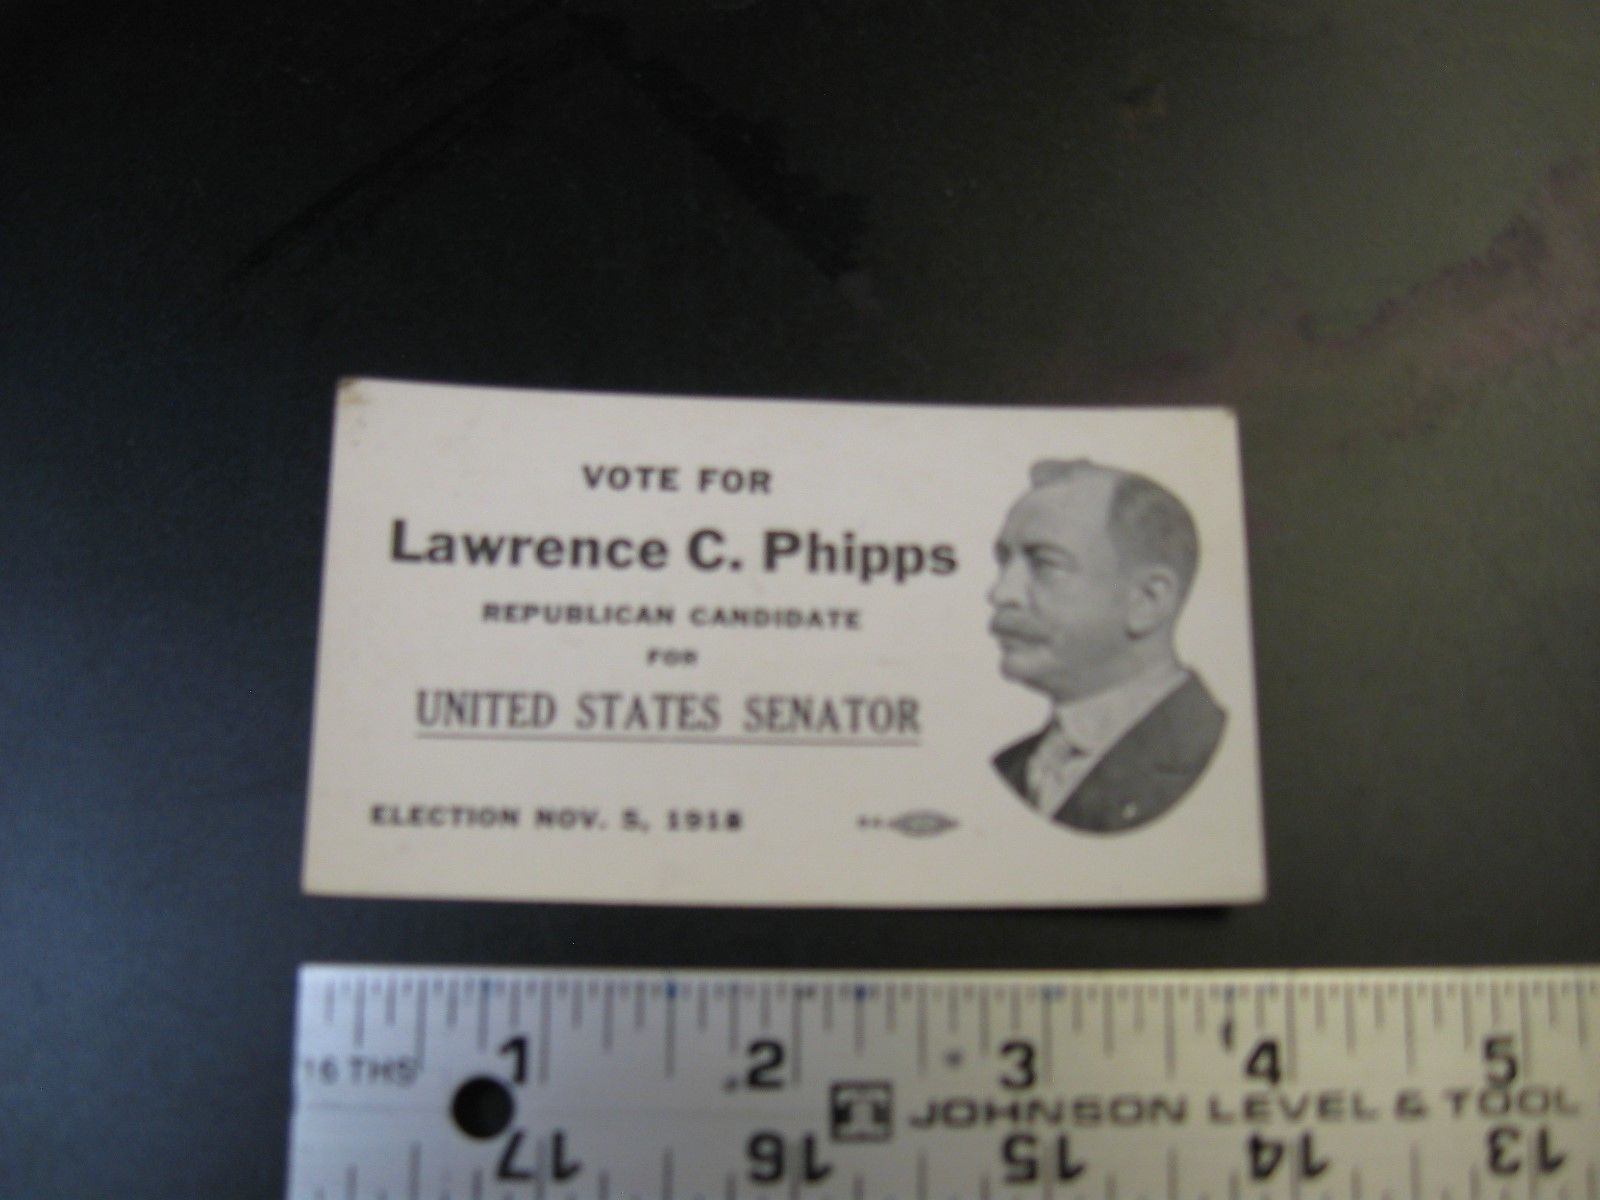 VOTE FOR
Lawrence C. Phipps
REPUBLICAN CANDIDATE
FOR
UNITED STATES SENATOR
ELECTION NOV. 5, 1918
1 2 3 4 5
16 THS
JOHNSON LEVEL & TOOL
17 16 15 14 13